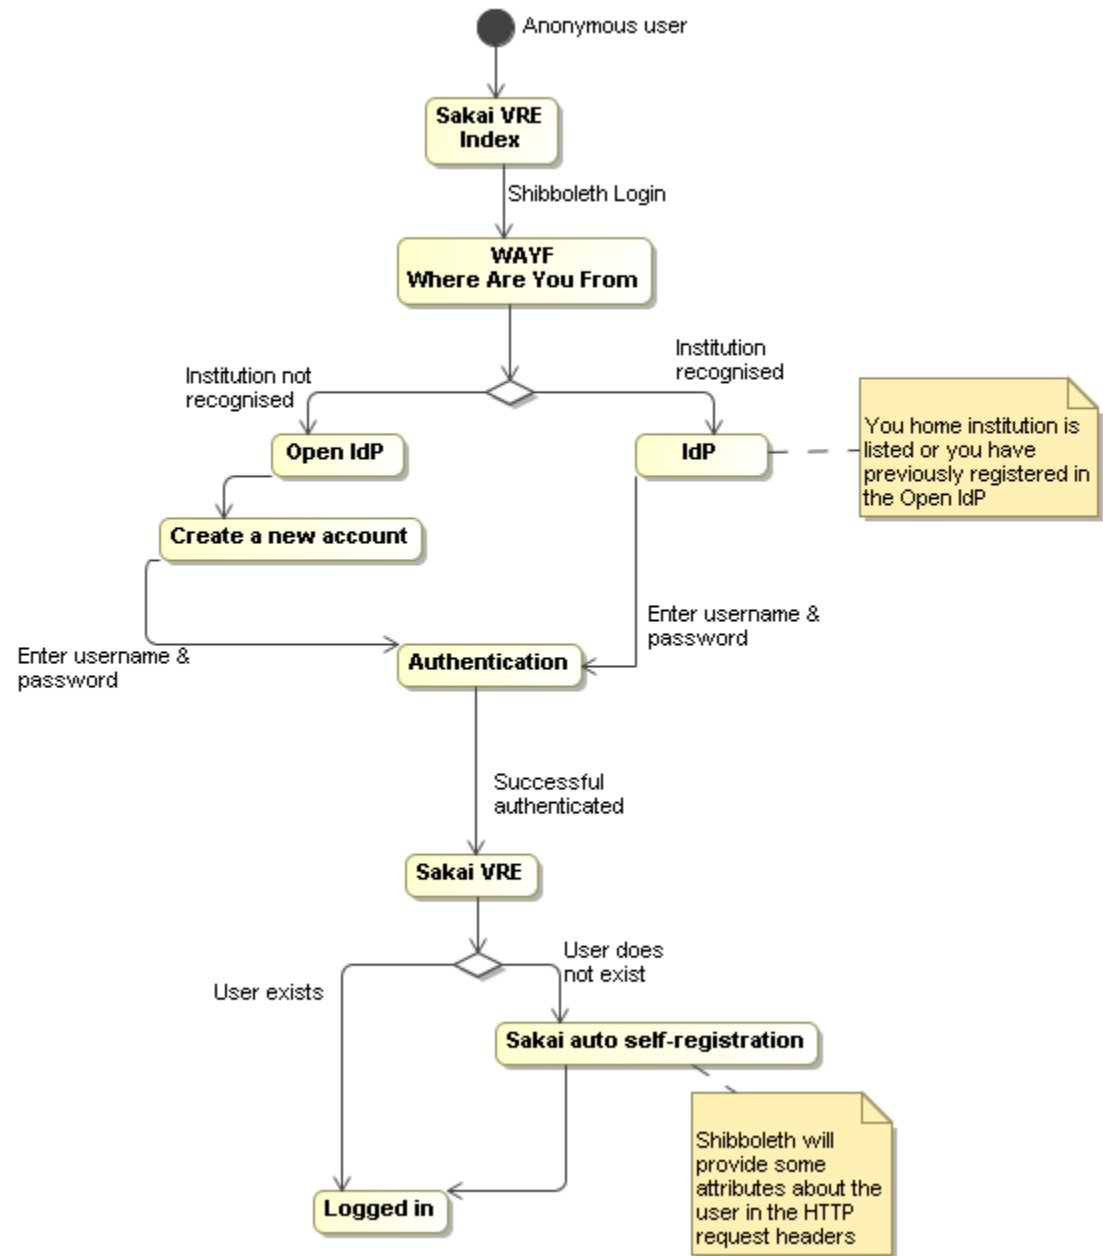 Anonymous user
Sakai VRE
Index
Shibboleth Login
WAYF
Where Are You From
Institution not
recognised
Institution
recognised
Open IdP
IdP
You home institution is
listed or you have
previously registered in
the Open IdP
Create a new account
Enter username &
password
Enter username &
password
Authentication
Successful
authenticated
Sakai VRE
User exists
User does
not exist
Sakai auto self-registration
Shibboleth will
provide some
attributes about the
user in the HTTP
request headers
Logged in